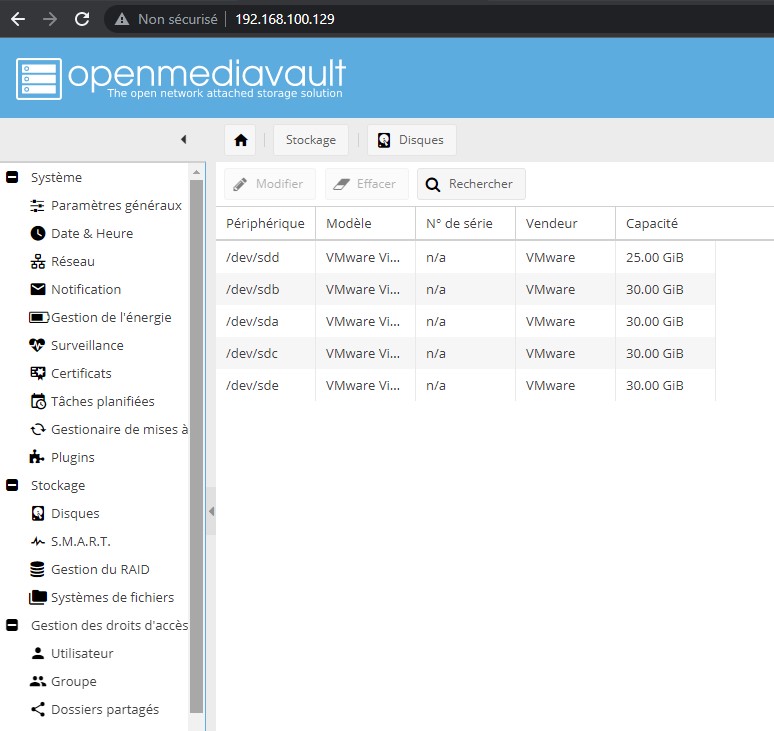 Non sécurisé 192.168.100.129
openmediavault
The open network attached storage solution
Stockage Disques
Système
Paramètres généraux
Date & Heure
Réseau
Notification
Gestion de l'énergie
Surveillance
Certificats
Tâches planifiées
Gestionaire de mises à
Plugins
Stockage
Disques
S.M.A.R.T.
Gestion du RAID
Systèmes de fichiers
Gestion des droits d'accès
Utilisateur
Groupe
Dossiers partagés
Modifier Effacer Rechercher
Périphérique Modèle N° de série Vendeur Capacité
/dev/sdd VMware Vi... n/a VMware 25.00 GiB
/dev/sdb VMware Vi... n/a VMware 30.00 GiB
/dev/sda VMware Vi... n/a VMware 30.00 GiB
/dev/sdc VMware Vi... n/a VMware 30.00 GiB
/dev/sde VMware Vi... n/a VMware 30.00 GiB